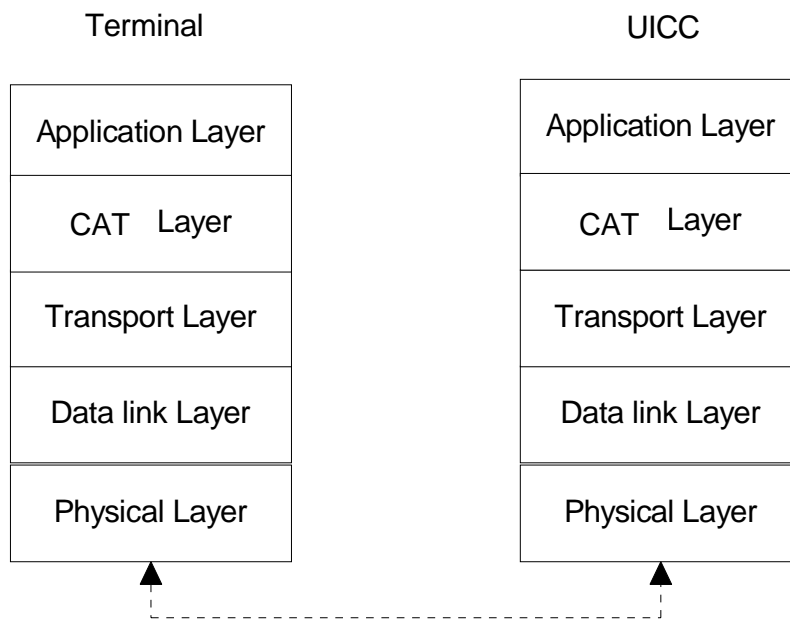 Terminal
UICC
Application Layer
Application Layer
CAT Layer
CAT Layer
Transport Layer
Transport Layer
Data link Layer
Data link Layer
Physical Layer
Physical Layer